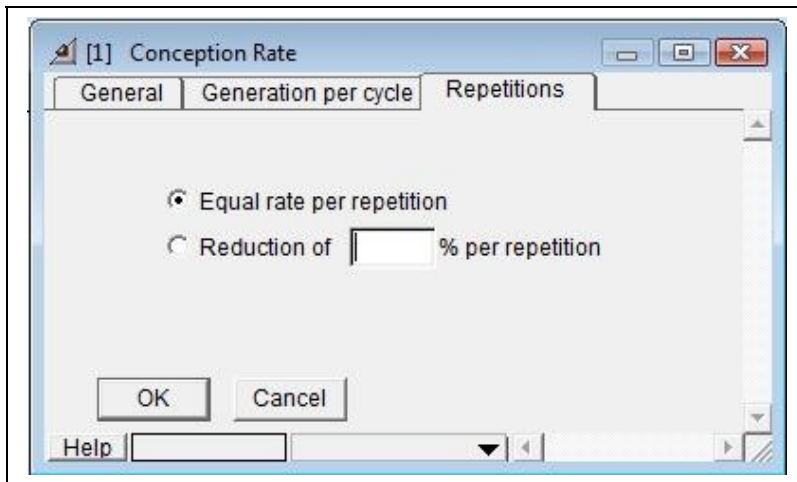 [1] Conception Rate
General Generation per cycle Repetitions
Equal rate per repetition
Reduction of % per repetition
OK Cancel
Help